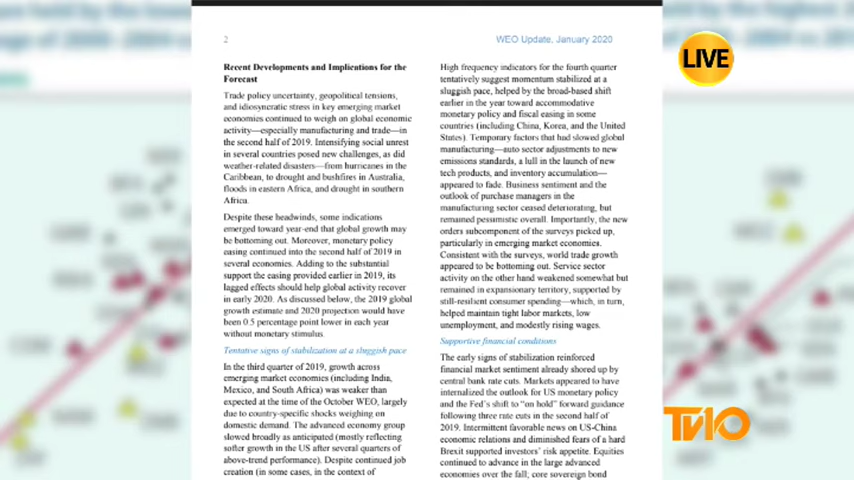 2
WEO Update, January 2020
Recent Developments and Implications for the
Forecast
Trade policy uncertainty, geopolitical tensions,
and idiosyncratic stress in key emerging market
economies continued to weigh on global economic
activity—especially manufacturing and trade—in
the second half of 2019. Intensifying social unrest
in several countries posed new challenges, as did
weather-related disasters—from hurricanes in the
Caribbean, to drought and bushfires in Australia,
floods in eastern Africa, and drought in southern
Africa.
Despite these headwinds, some indications
emerged toward year-end that global growth may
be bottoming out. Moreover, monetary policy
easing continued into the second half of 2019 in
several economies. Adding to the substantial
support the easing provided earlier in 2019, its
lagged effects should help global activity recover
in early 2020. As discussed below, the 2019 global
growth estimate and 2020 projection would have
been 0.5 percentage point lower in each year
without monetary stimulus.
Tentative signs of stabilization at a sluggish pace
In the third quarter of 2019, growth across
emerging market economies (including India,
Mexico, and South Africa) was weaker than
expected at the time of the October WEO, largely
due to country-specific shocks weighing on
domestic demand. The advanced economy group
slowed broadly as anticipated (mostly reflecting
softer growth in the US after several quarters of
above-trend performance). Despite continued job
creation (in some cases, in the context of
High frequency indicators for the fourth quarter
tentatively suggest momentum stabilized at a
sluggish pace, helped by the broad-based shift
earlier in the year toward accommodative
monetary policy and fiscal easing in some
countries (including China, Korea, and the United
States). Temporary factors that had slowed global
manufacturing—auto sector adjustments to new
emissions standards, a lull in the launch of new
tech products, and inventory accumulation—
appeared to fade. Business sentiment and the
outlook of purchase managers in the
manufacturing sector ceased deteriorating, but
remained pessimistic overall. Importantly, the new
orders subcomponent of the surveys picked up,
particularly in emerging market economies.
Consistent with the surveys, world trade growth
appeared to be bottoming out. Service sector
activity on the other hand weakened somewhat but
remained in expansionary territory, supported by
still-resilient consumer spending—which, in turn,
helped maintain tight labor markets, low
unemployment, and modestly rising wages.
Supportive financial conditions
The early signs of stabilization reinforced
financial market sentiment already shored up by
central bank rate cuts. Markets appeared to have
internalized the outlook for US monetary policy
and the Fed's shift to “on hold” forward guidance
following three rate cuts in the second half of
2019. Intermittent favorable news on US-China
economic relations and diminished fears of a hard
Brexit supported investors' risk appetite. Equities
continued to advance in the large advanced
economies over the fall; core sovereign bond
LIVE
TV10